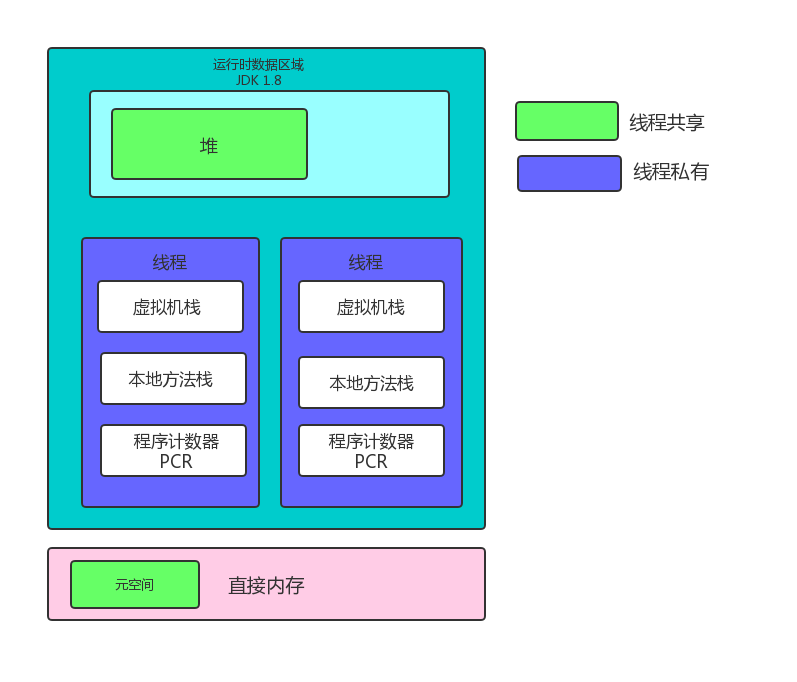 运行时数据区域
JDK 1.8
堆
线程共享
线程私有
线程
虚拟机栈
本地方法栈
程序计数器
PCR
线程
虚拟机栈
本地方法栈
程序计数器
PCR
元空间
直接内存